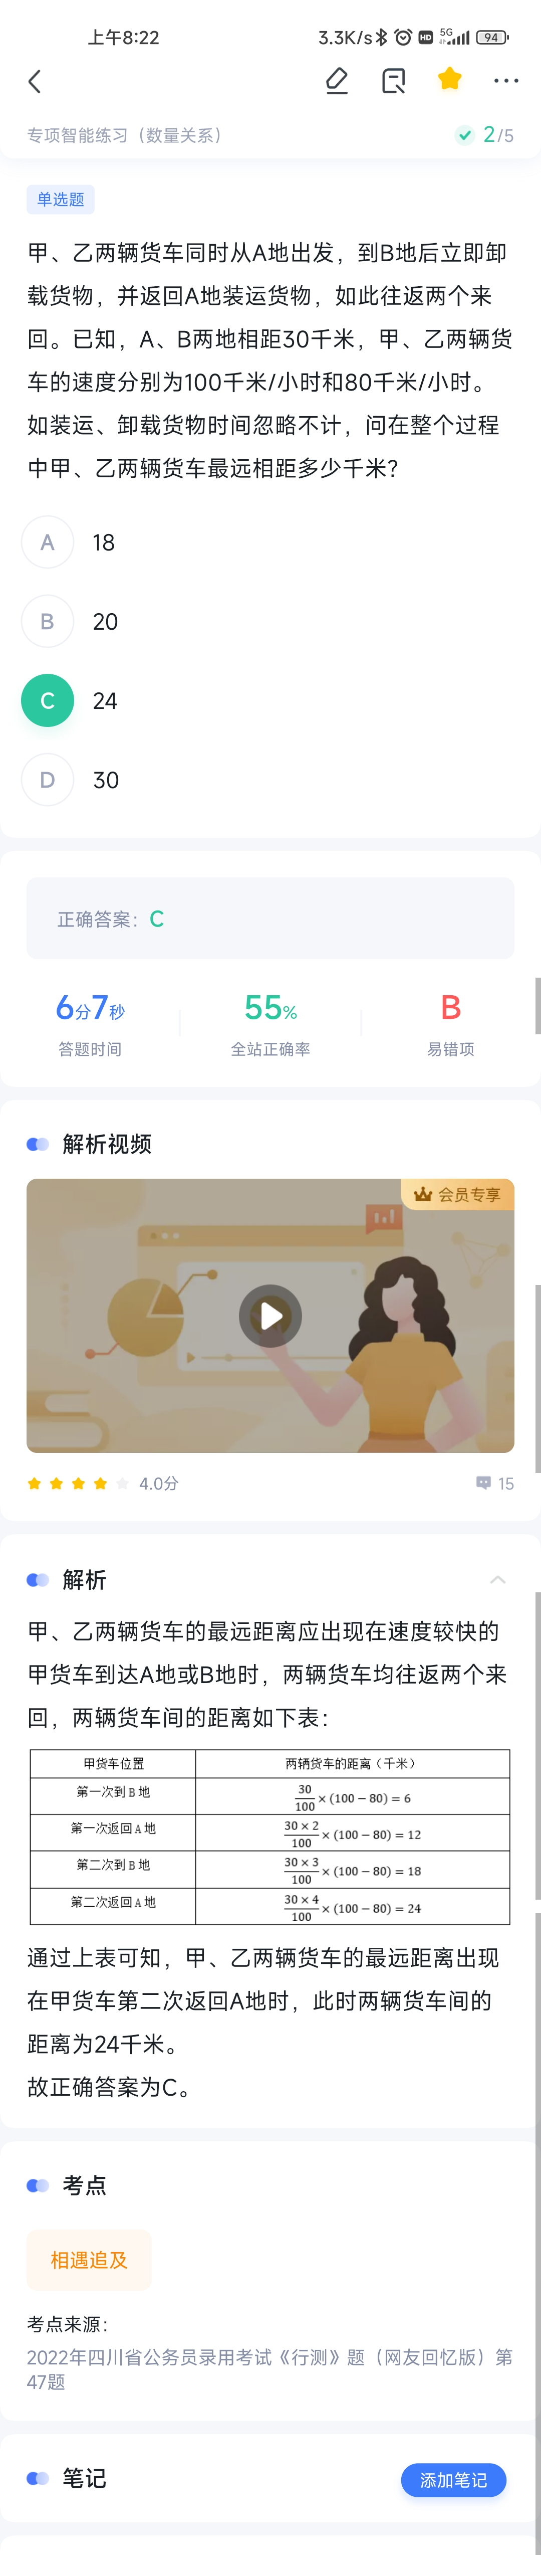 上午8:22
3.3K/s HD 5G 94
专项智能练习（数量关系）
2/5
单选题
甲、乙两辆货车同时从A地出发，到B地后立即卸
载货物，并返回A地装运货物，如此往返两个来
回。已知，A、B两地相距30千米，甲、乙两辆货
车的速度分别为100千米/小时和80千米/小时。
如装运、卸载货物时间忽略不计，问在整个过程
中甲、乙两辆货车最远相距多少千米？
A 18
B 20
C 24
D 30
正确答案：C
6分7秒 55% B
答题时间 全站正确率 易错项
解析视频
会员专享
4.0分 15
解析
甲、乙两辆货车的最远距离应出现在速度较快的
甲货车到达A地或B地时，两辆货车均往返两个来
回，两辆货车间的距离如下表：
甲货车位置 两辆货车的距离（千米）
第一次到 B 地 30/100 × (100 − 80) = 6
第一次返回 A 地 30 × 2/100 × (100 − 80) = 12
第二次到 B 地 30 × 3/100 × (100 − 80) = 18
第二次返回 A 地 30 × 4/100 × (100 − 80) = 24
通过上表可知，甲、乙两辆货车的最远距离出现
在甲货车第二次返回A地时，此时两辆货车间的
距离为24千米。
故正确答案为C。
考点
相遇追及
考点来源：
2022年四川省公务员录用考试《行测》题（网友回忆版）第
47题
笔记
添加笔记